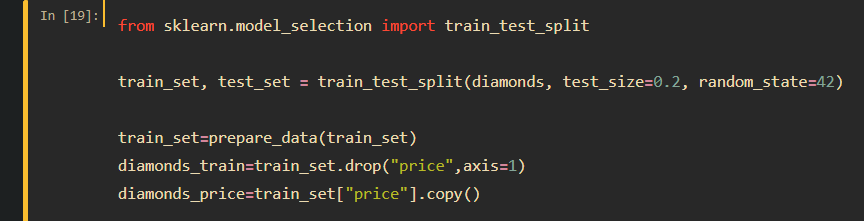 In [19]:
from sklearn.model_selection import train_test_split
train_set, test_set = train_test_split(diamonds, test_size=0.2, random_state=42)
train_set=prepare_data(train_set)
diamonds_train=train_set.drop("price",axis=1)
diamonds_price=train_set["price"].copy()